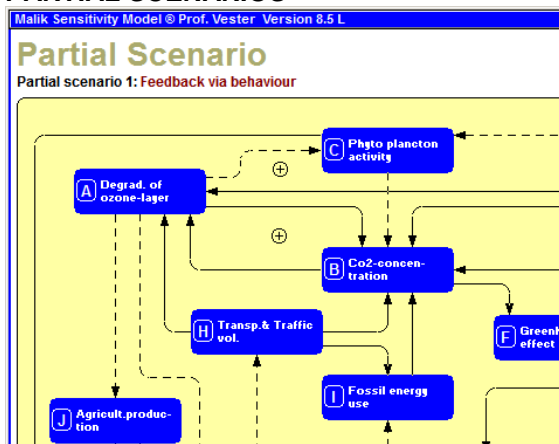 Malik Sensitivity Model ® Prof. Vester Version 8.5 L
Partial Scenario
Partial scenario 1: Feedback via behaviour
C Phyto plancton
activity
A Degrad. of
ozone-layer
B Co2-concen-
tration
H Transp.& Traffic
vol.
F Green
effect
I Fossil energy
use
J Agricult.produc-
tion